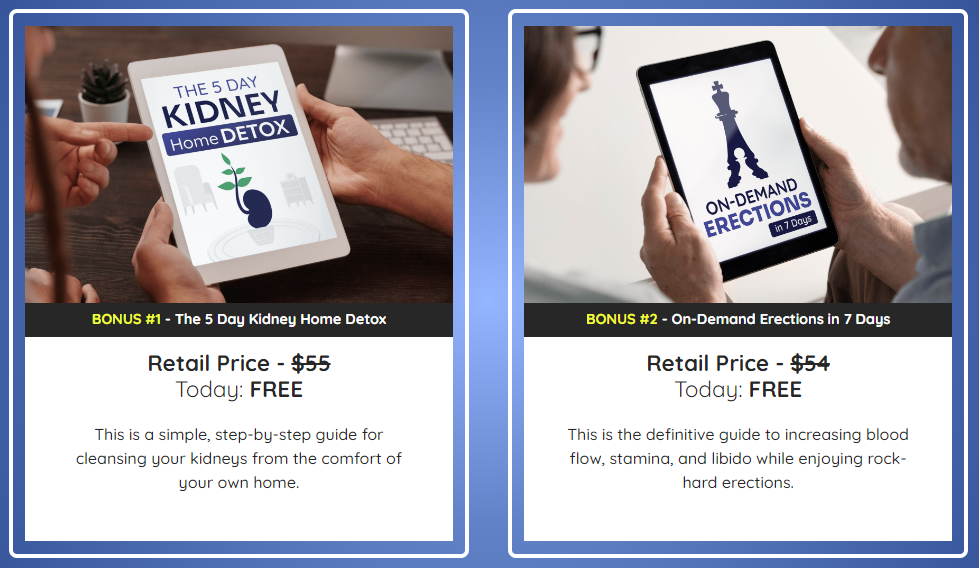 THE 5 DAY
KIDNEY
Home DETOX
BONUS #1 - The 5 Day Kidney Home Detox
Retail Price - $55
Today: FREE
This is a simple, step-by-step guide for
cleansing your kidneys from the comfort of
your own home.
ON-DEMAND
ERECTIONS
in 7 Days
BONUS #2 - On-Demand Erections in 7 Days
Retail Price - $54
Today: FREE
This is the definitive guide to increasing blood
flow, stamina, and libido while enjoying rock-
hard erections.